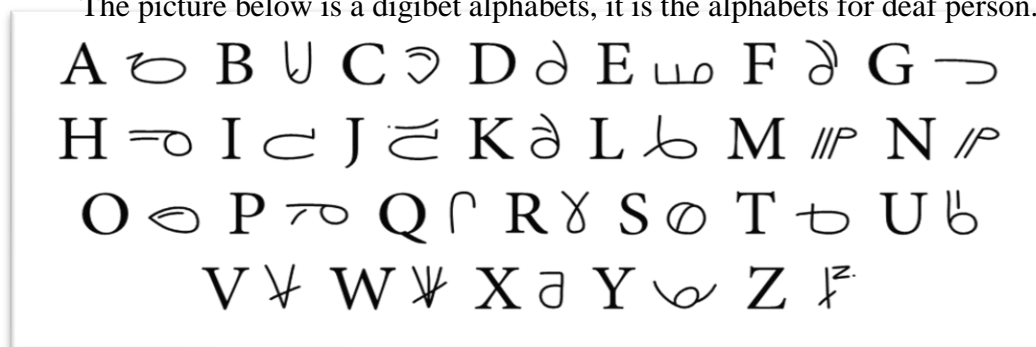 The picture below is a digibet alphabets, it is the alphabets for deaf person.
A B C D E F G
H I J K L M N
O P Q R S T U
V W X Y Z